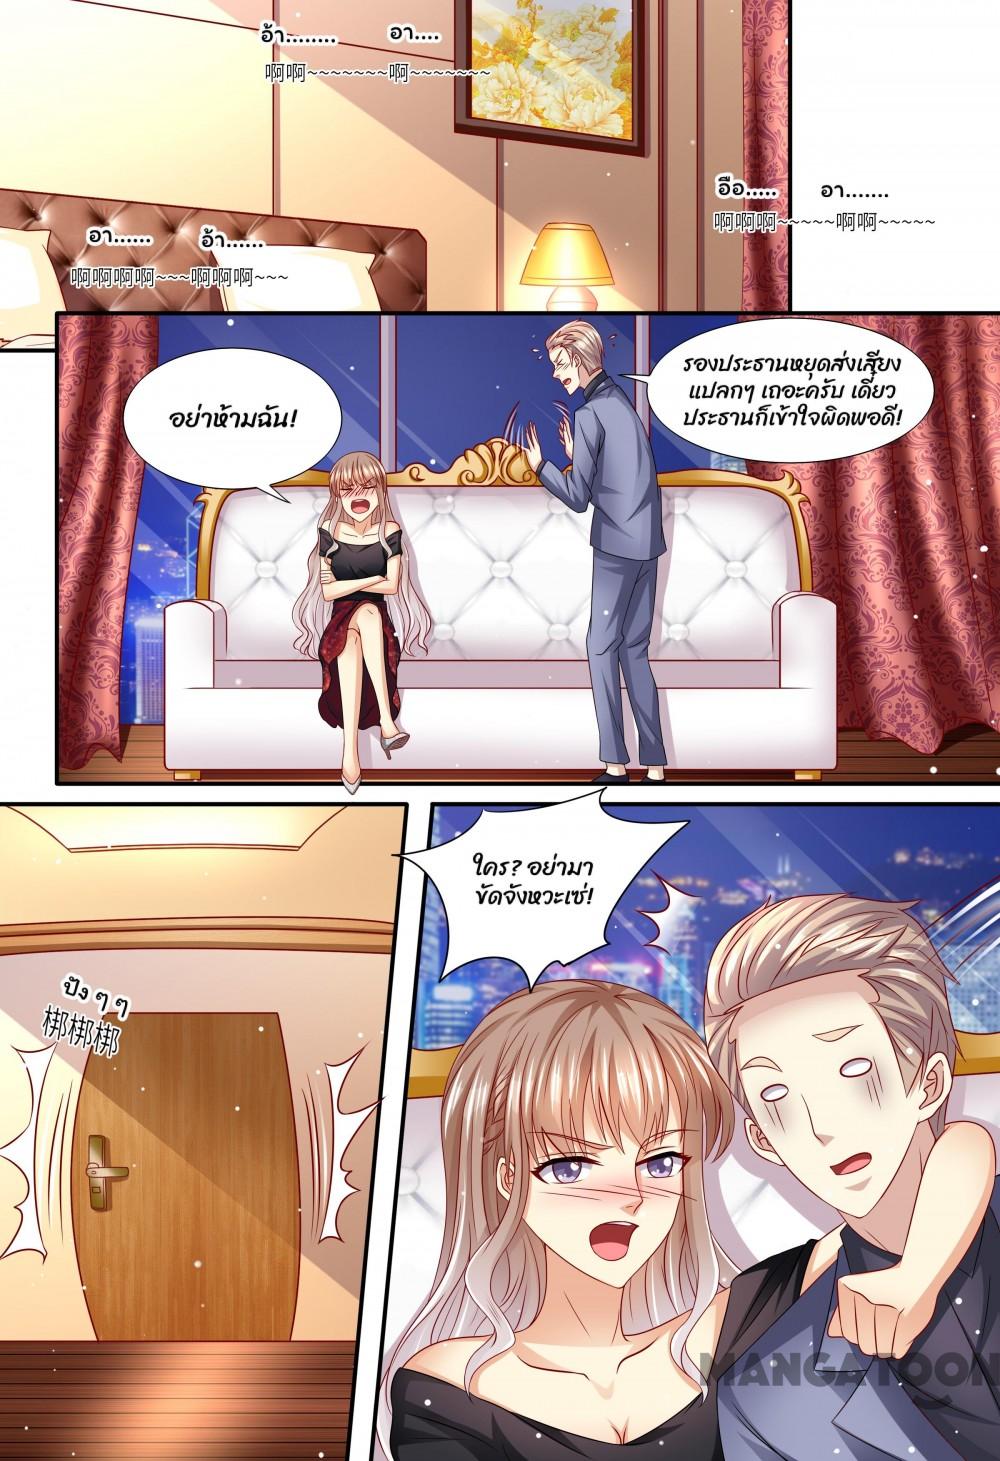 อ้า........ อา....
啊啊~~~~~~~啊~~~~~~~
อือ..... อา.......
啊啊啊~~~~~啊啊~~~~~
อา...... อ้า......
啊啊啊啊~~~啊啊啊~~~
อย่าห้ามฉัน!
รองประธานหยุดส่งเสียง
แปลกๆ เถอะครับ เดี๋ยว
ประธานก็เข้าใจผิดพอดี!
ใคร? อย่ามา
ขัดจังหวะเซ่!
ปัง ๆ ๆ
梆梆梆
MANGATOON